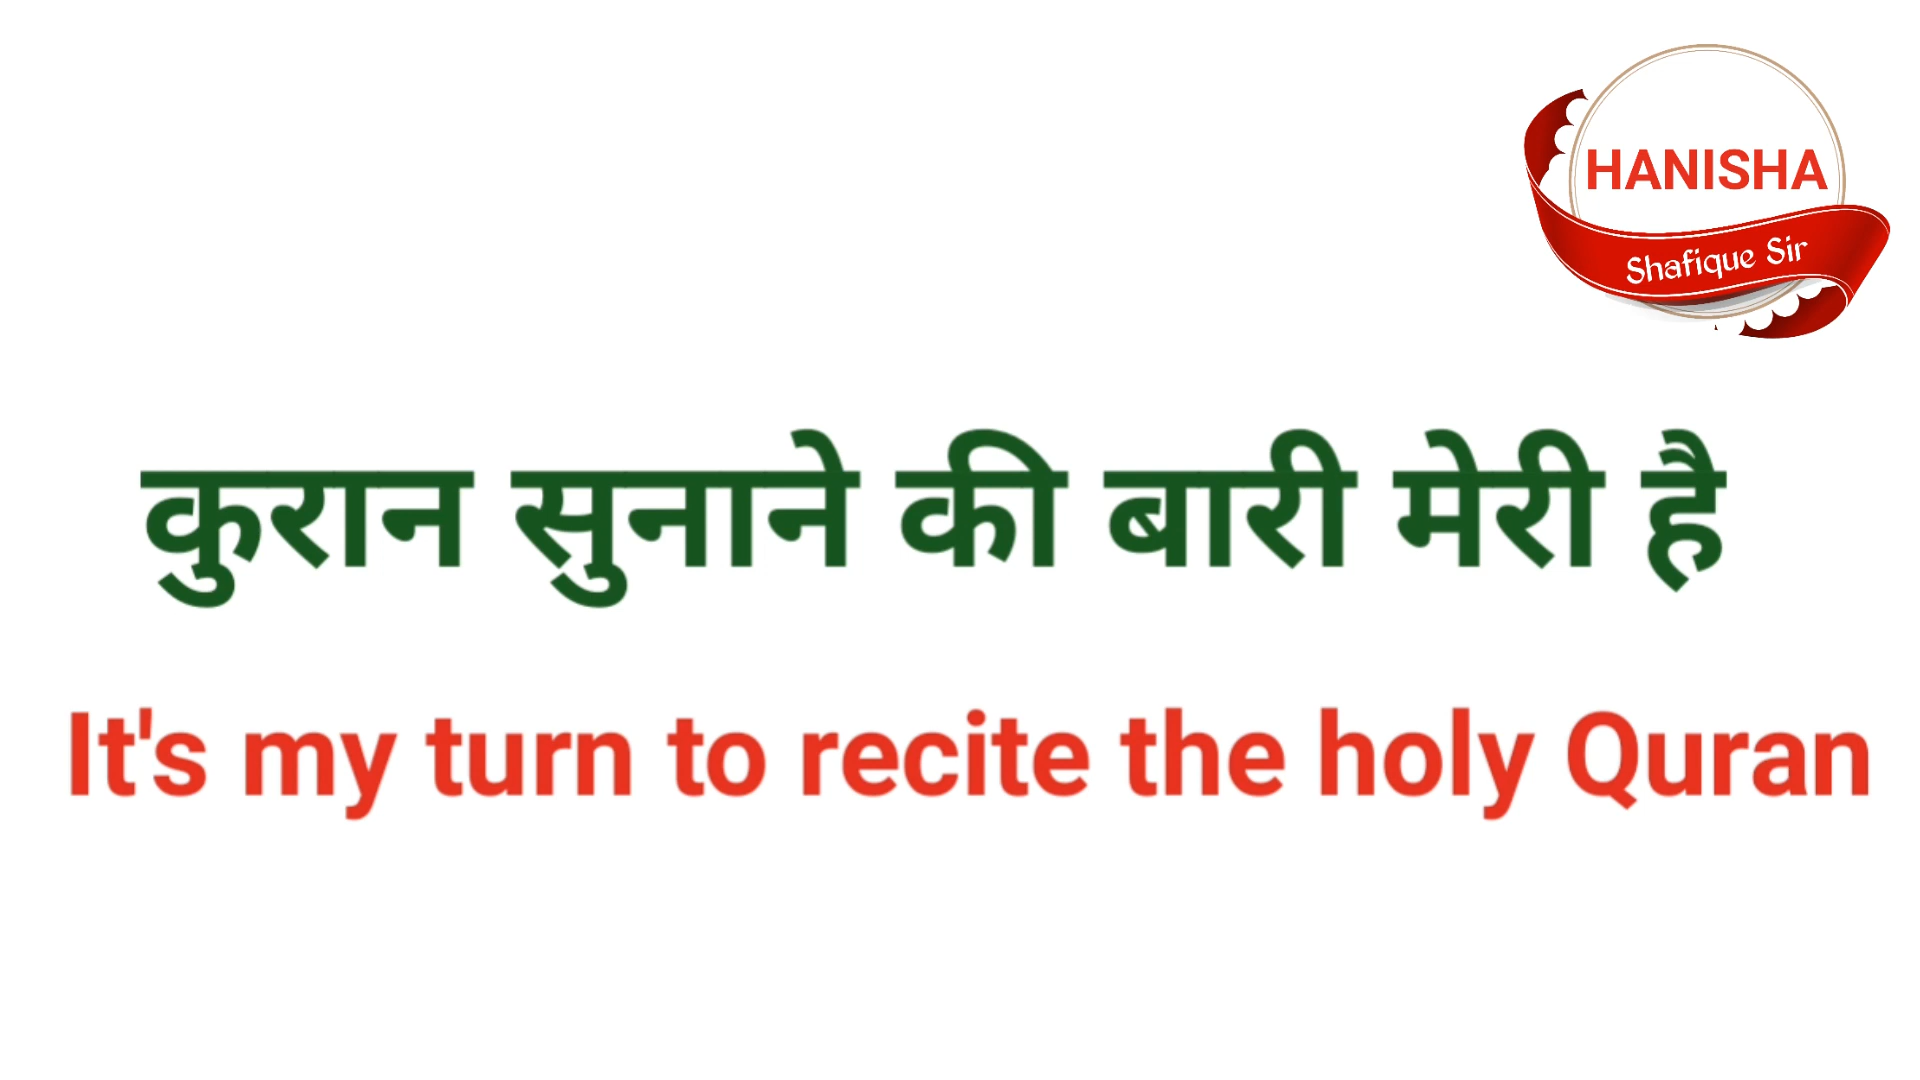 HANISHA
Shafique Sir
कुरान सुनाने की बारी मेरी है
It's my turn to recite the holy Quran